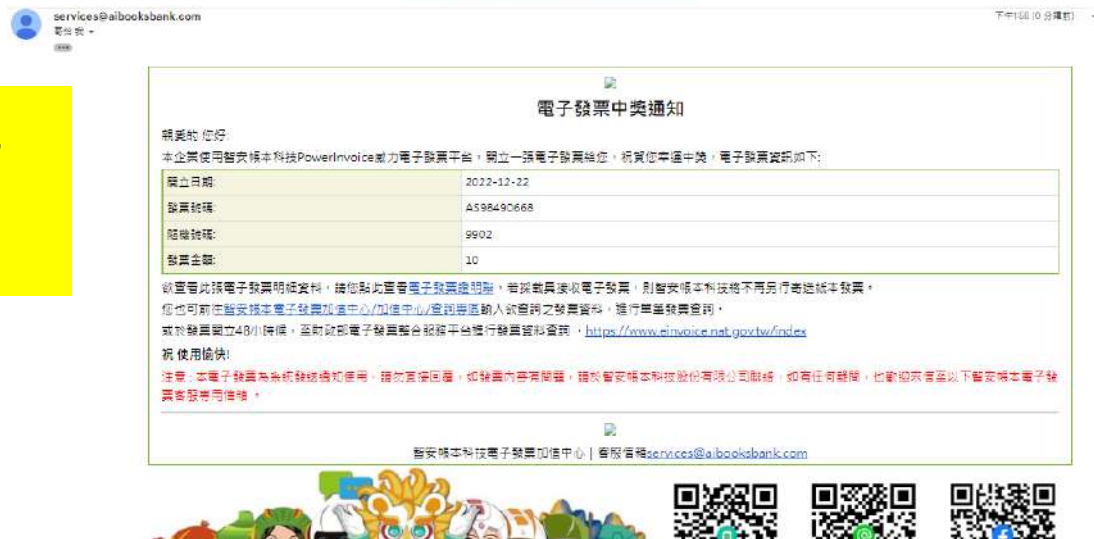 services@aibooksbank.com
寄給 我
下午1:56 (0 分鐘前)
電子發票中獎通知
親愛的 您好:
本企業使用智安帳本科技PowerInvoice威力電子發票平台，開立一張電子發票給您，祝賀您幸運中獎，電子發票資訊如下:
開立日期: 2022-12-22
發票號碼: AS98490668
隨機號碼: 9902
發票金額: 10
欲查看此張電子發票明細資料，請您點此查看電子發票證明聯，若採載具接收電子發票，則智安帳本科技將不再另行寄送紙本發票。
您也可前往智安帳本電子發票加值中心/加值中心/查詢專區輸入欲查詢之發票資料，進行單筆發票查詢。
或於發票開立48小時候，至財政部電子發票整合服務平台進行發票資料查詢 ，https://www.einvoice.nat.gov.tw/index
祝 使用愉快!
注意 : 本電子發票為系統發送通知使用，請勿直接回覆，如發票內容有問題，請於智安帳本科技股份有限公司聯絡，如有任何疑問，也歡迎來信至以下智安帳本電子發
票客服專用信箱 。
智安帳本科技電子發票加值中心 | 客服信箱services@aibooksbank.com